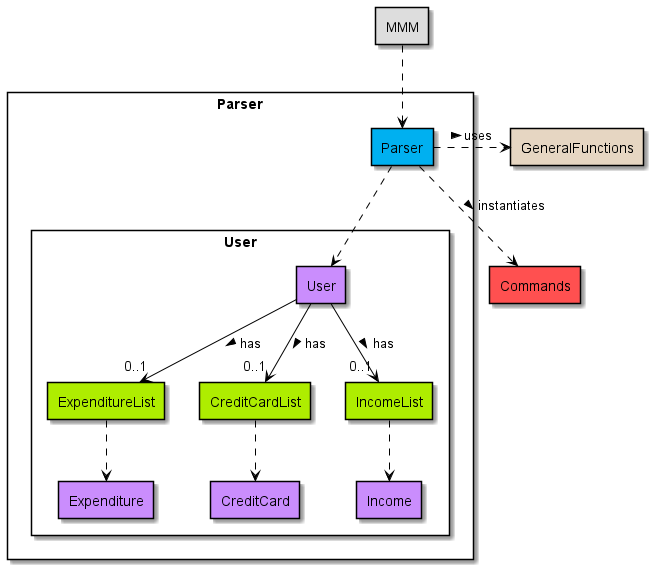 MMM
Parser
Parser
uses
GeneralFunctions
instantiates
User
User
Commands
has
has
has
0..1
0..1
0..1
ExpenditureList
CreditCardList
IncomeList
Expenditure
CreditCard
Income